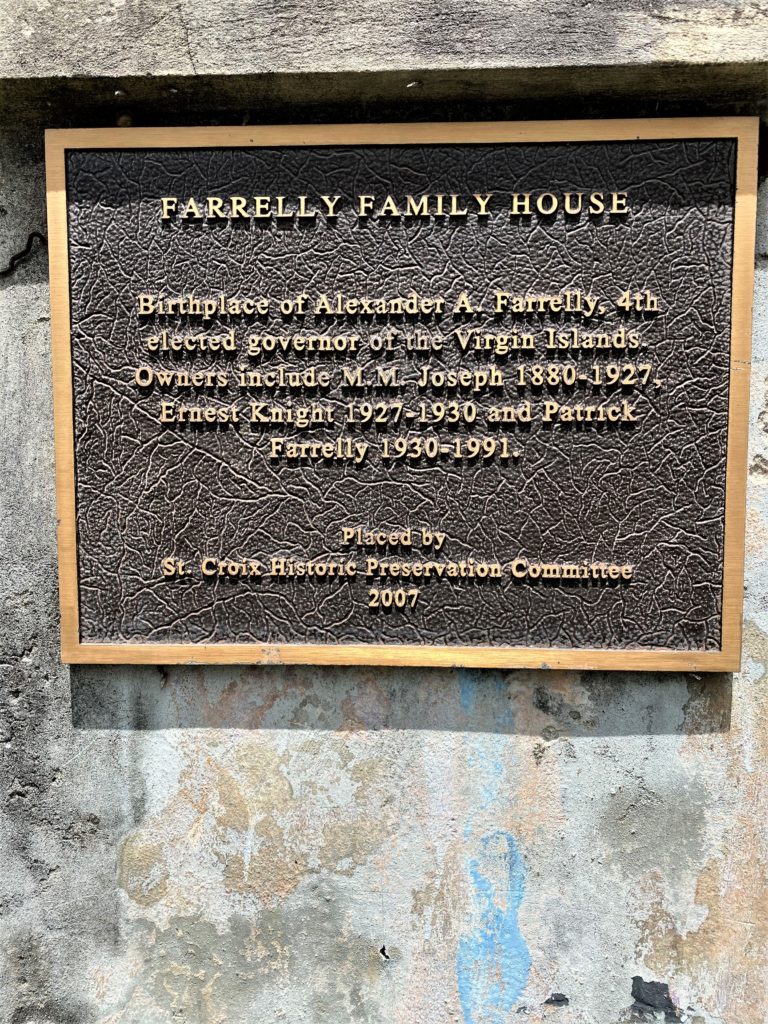 FARRELLY FAMILY HOUSE
Birthplace of Alexander A. Farrelly, 4th
elected governor of the Virgin Islands.
Owners include M.M. Joseph 1880-1927,
Ernest Knight 1927-1930 and Patrick
Farrelly 1930-1991.
Placed by
St. Croix Historic Preservation Committee
2007